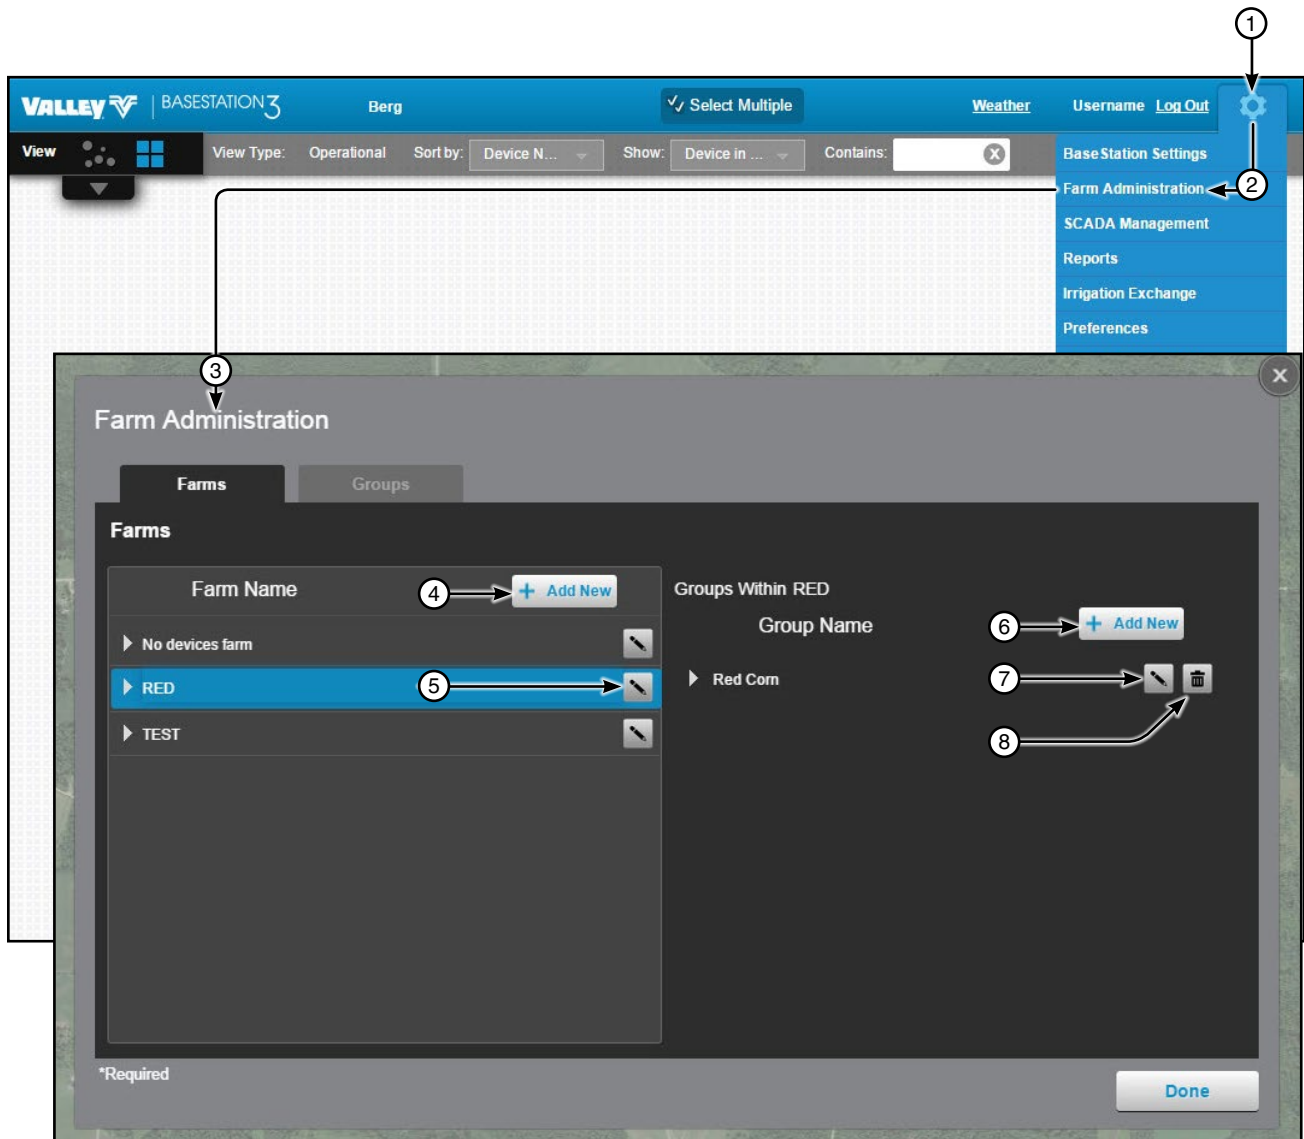 1
VALLEY | BASESTATION3 Berg Select Multiple Weather Username Log Out
View View Type: Operational Sort by: Device N... Show: Device in ... Contains: X
BaseStation Settings
2
Farm Administration
SCADA Management
Reports
Irrigation Exchange
Preferences
3
X
Farm Administration
Farms Groups
Farms
Farm Name 4 + Add New
No devices farm
RED 5
TEST
Groups Within RED
Group Name 6 + Add New
Red Corn 7
8
*Required
Done